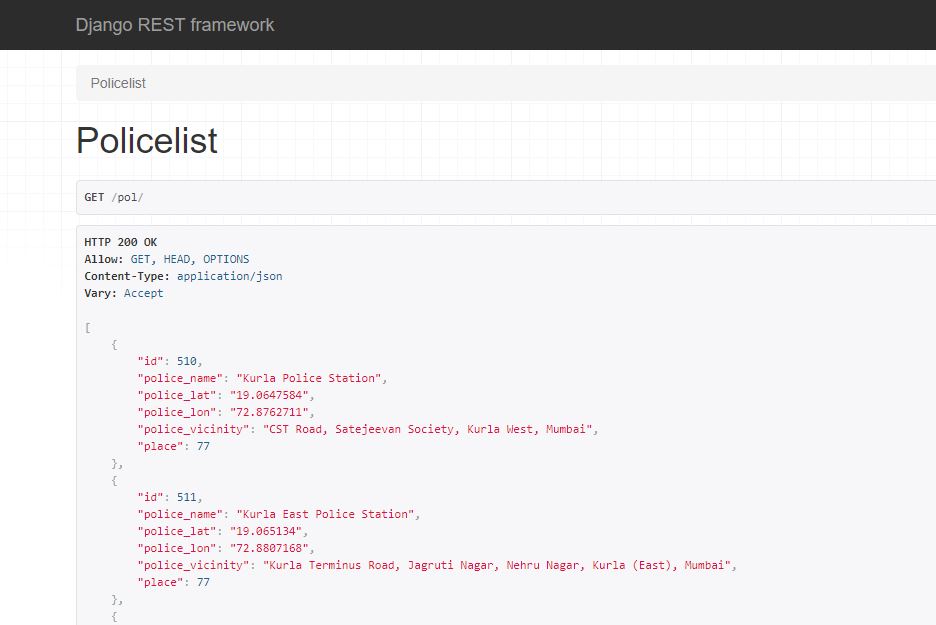 Django REST framework
Policelist
Policelist
GET /pol/
HTTP 200 OK
Allow: GET, HEAD, OPTIONS
Content-Type: application/json
Vary: Accept
[
    {
        "id": 510,
        "police_name": "Kurla Police Station",
        "police_lat": "19.0647584",
        "police_lon": "72.8762711",
        "police_vicinity": "CST Road, Satejeevan Society, Kurla West, Mumbai",
        "place": 77
    },
    {
        "id": 511,
        "police_name": "Kurla East Police Station",
        "police_lat": "19.065134",
        "police_lon": "72.8807168",
        "police_vicinity": "Kurla Terminus Road, Jagruti Nagar, Nehru Nagar, Kurla (East), Mumbai",
        "place": 77
    },
    {